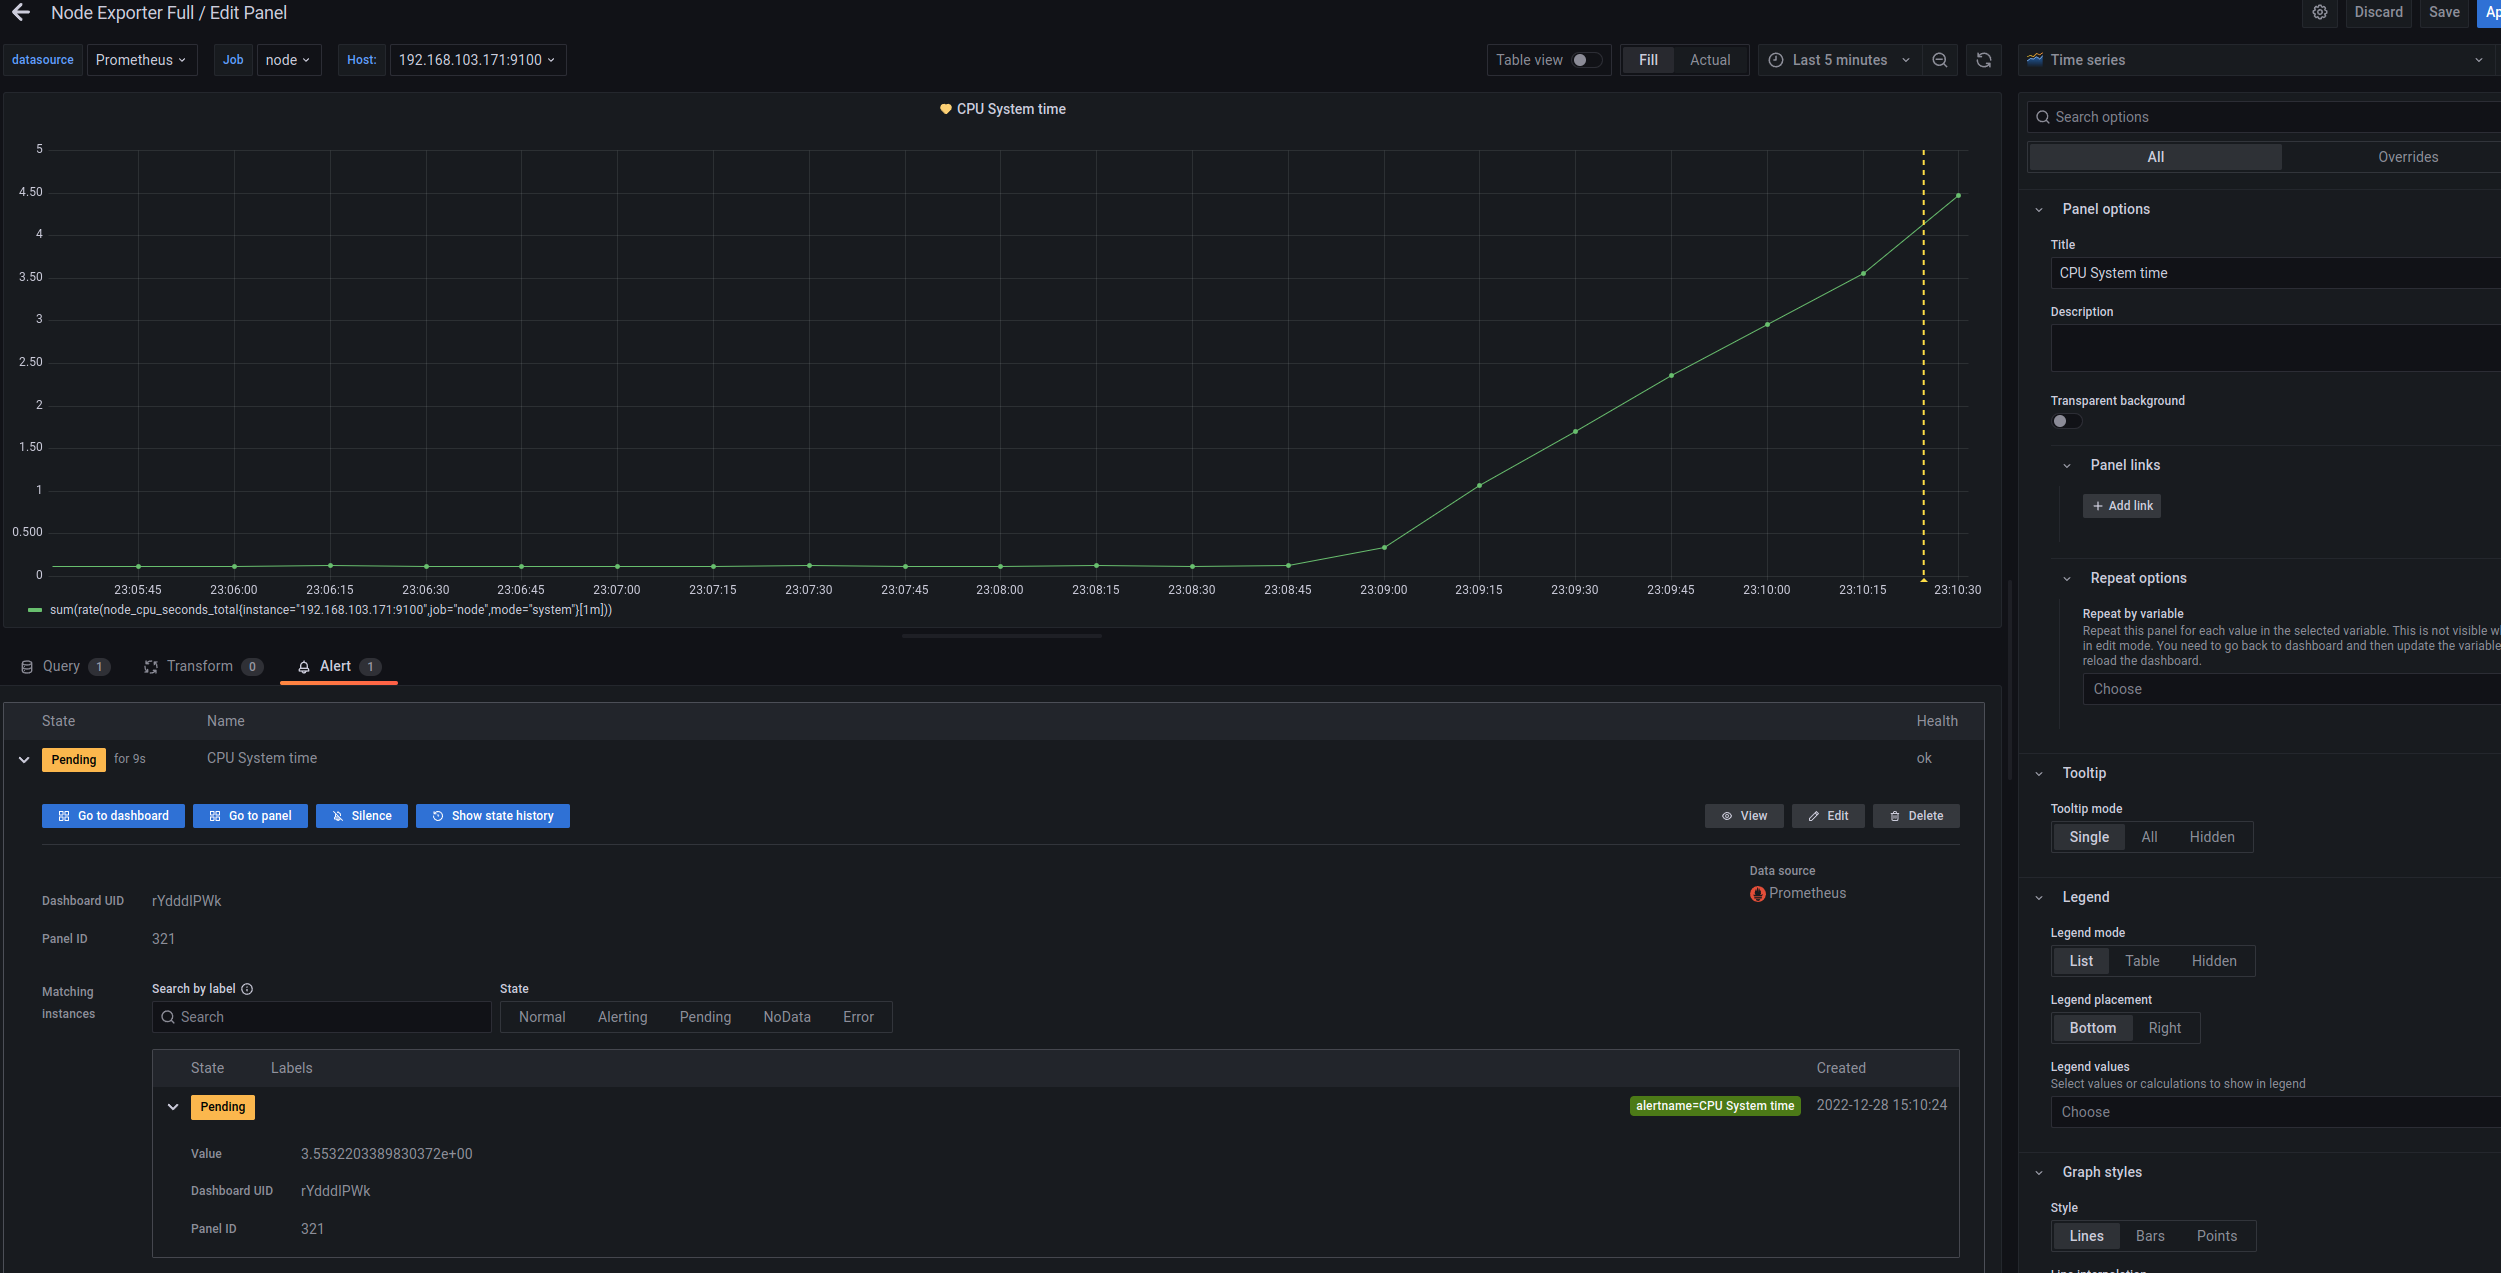 Node Exporter Full / Edit Panel
Discard
Save
Ap
datasource
Prometheus
Job
node
Host:
192.168.103.171:9100
Table view
Fill
Actual
Last 5 minutes
Time series
CPU System time
5
4.50
4
3.50
3
2.50
2
1.50
1
0.500
0
23:05:45 23:06:00 23:06:15 23:06:30 23:06:45 23:07:00 23:07:15 23:07:30 23:07:45 23:08:00 23:08:15 23:08:30 23:08:45 23:09:00 23:09:15 23:09:30 23:09:45 23:10:00 23:10:15 23:10:30
sum(rate(node_cpu_seconds_total{instance="192.168.103.171:9100",job="node",mode="system"}[1m]))
Query 1
Transform 0
Alert 1
State Name Health
Pending for 9s CPU System time ok
Go to dashboard
Go to panel
Silence
Show state history
View
Edit
Delete
Data source
Prometheus
Dashboard UID rYdddIPWk
Panel ID 321
Matching
instances
Search by label
Search
State
Normal Alerting Pending NoData Error
State Labels Created
Pending alertname=CPU System time 2022-12-28 15:10:24
Value 3.5532203389830372e+00
Dashboard UID rYdddIPWk
Panel ID 321
Search options
All
Overrides
Panel options
Title
CPU System time
Description
Transparent background
Panel links
+ Add link
Repeat options
Repeat by variable
Repeat this panel for each value in the selected variable. This is not visible w
in edit mode. You need to go back to dashboard and then update the variable
reload the dashboard.
Choose
Tooltip
Tooltip mode
Single All Hidden
Legend
Legend mode
List Table Hidden
Legend placement
Bottom Right
Legend values
Select values or calculations to show in legend
Choose
Graph styles
Style
Lines Bars Points